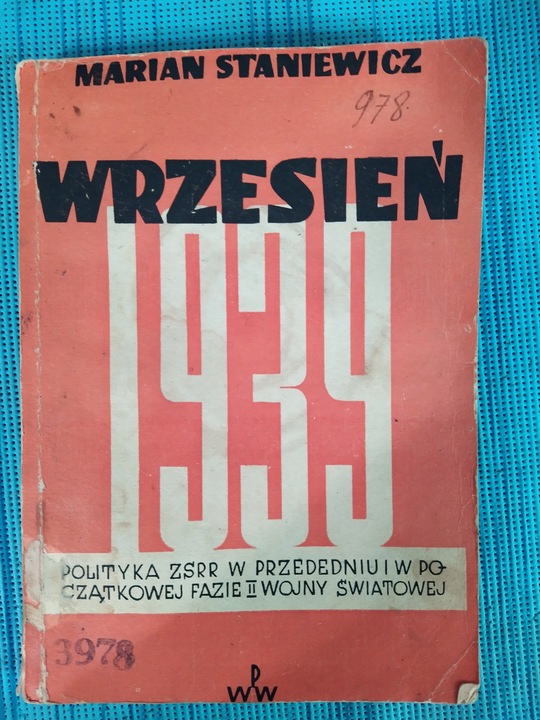 MARIAN STANIEWICZ
978.
WRZESIEŃ
1939
POLITYKA ZSRR W PRZEDEDNIU I W PO-
CZĄTKOWEJ FAZIE II WOJNY ŚWIATOWEJ
3978
WPW